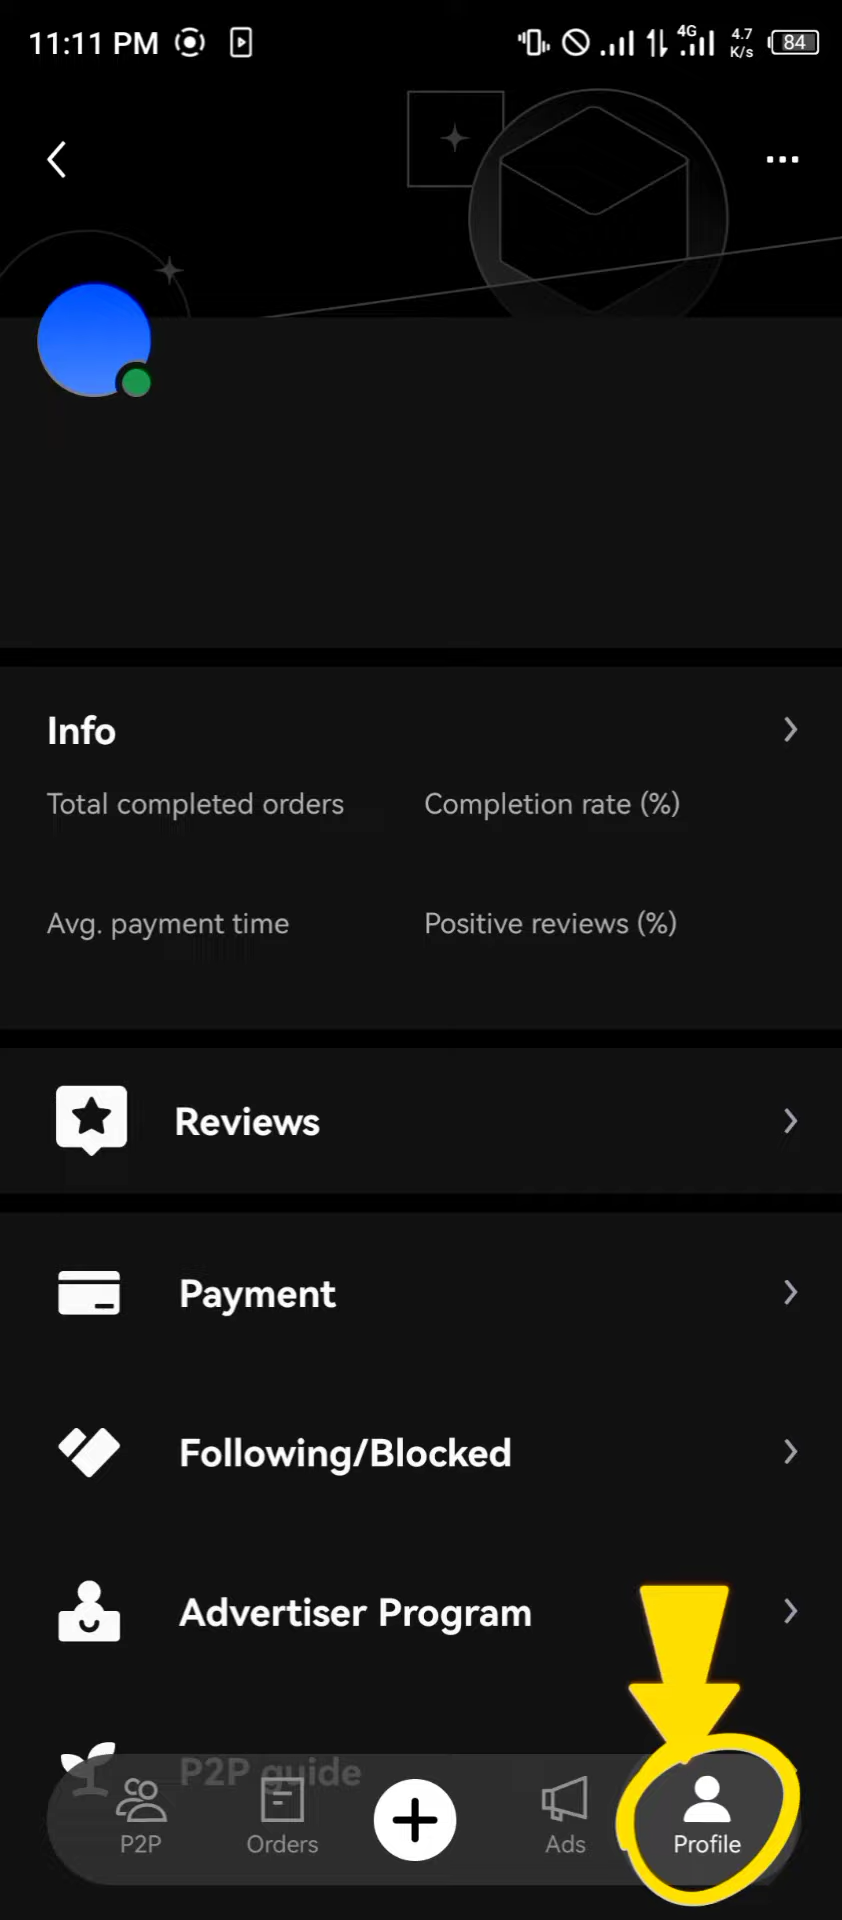 11:11 PM 4G 4.7 K/s 84
Info
Total completed orders Completion rate (%)
Avg. payment time Positive reviews (%)
Reviews
Payment
Following/Blocked
Advertiser Program
P2P guide
P2P Orders Ads Profile